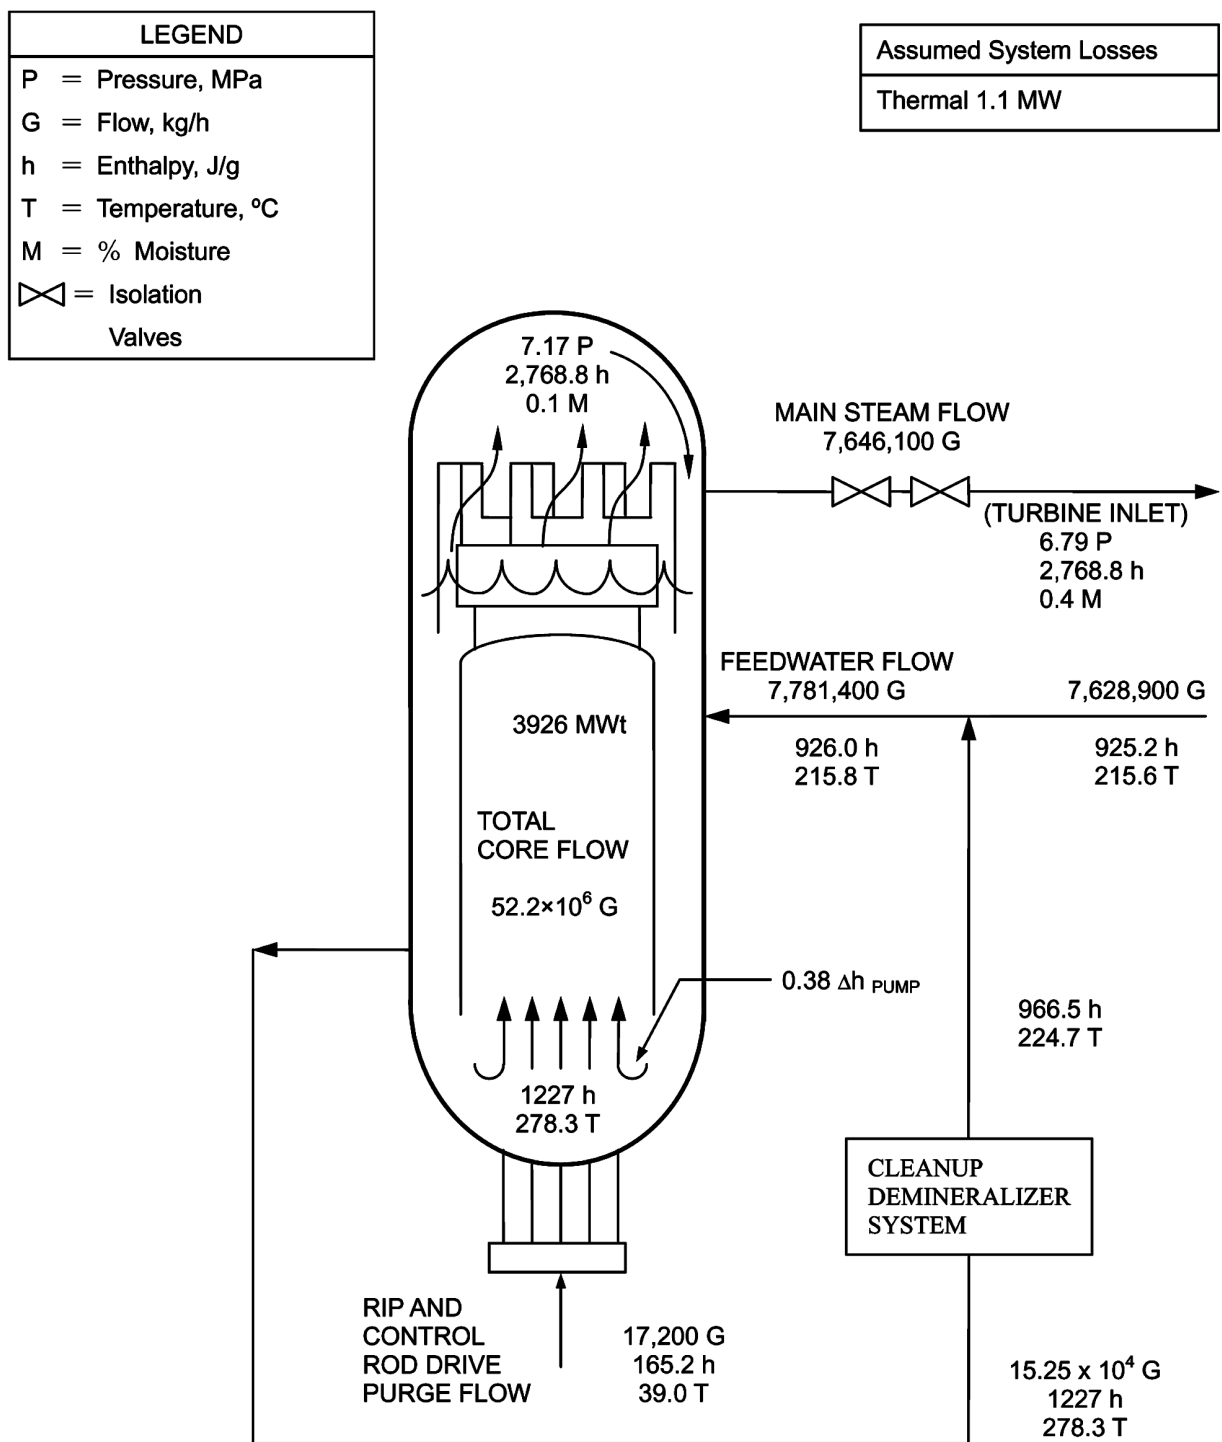 LEGEND
P = Pressure, MPa
G = Flow, kg/h
h = Enthalpy, J/g
T = Temperature, ºC
M = % Moisture
= Isolation
Valves
Assumed System Losses
Thermal 1.1 MW
7.17 P
2,768.8 h
0.1 M
MAIN STEAM FLOW
7,646,100 G
(TURBINE INLET)
6.79 P
2,768.8 h
0.4 M
FEEDWATER FLOW
7,781,400 G
7,628,900 G
926.0 h
215.8 T
925.2 h
215.6 T
3926 MWt
TOTAL
CORE FLOW
52.2×10⁶ G
0.38 Δh PUMP
966.5 h
224.7 T
1227 h
278.3 T
CLEANUP
DEMINERALIZER
SYSTEM
RIP AND
CONTROL
ROD DRIVE
PURGE FLOW
17,200 G
165.2 h
39.0 T
15.25 x 10⁴ G
1227 h
278.3 T